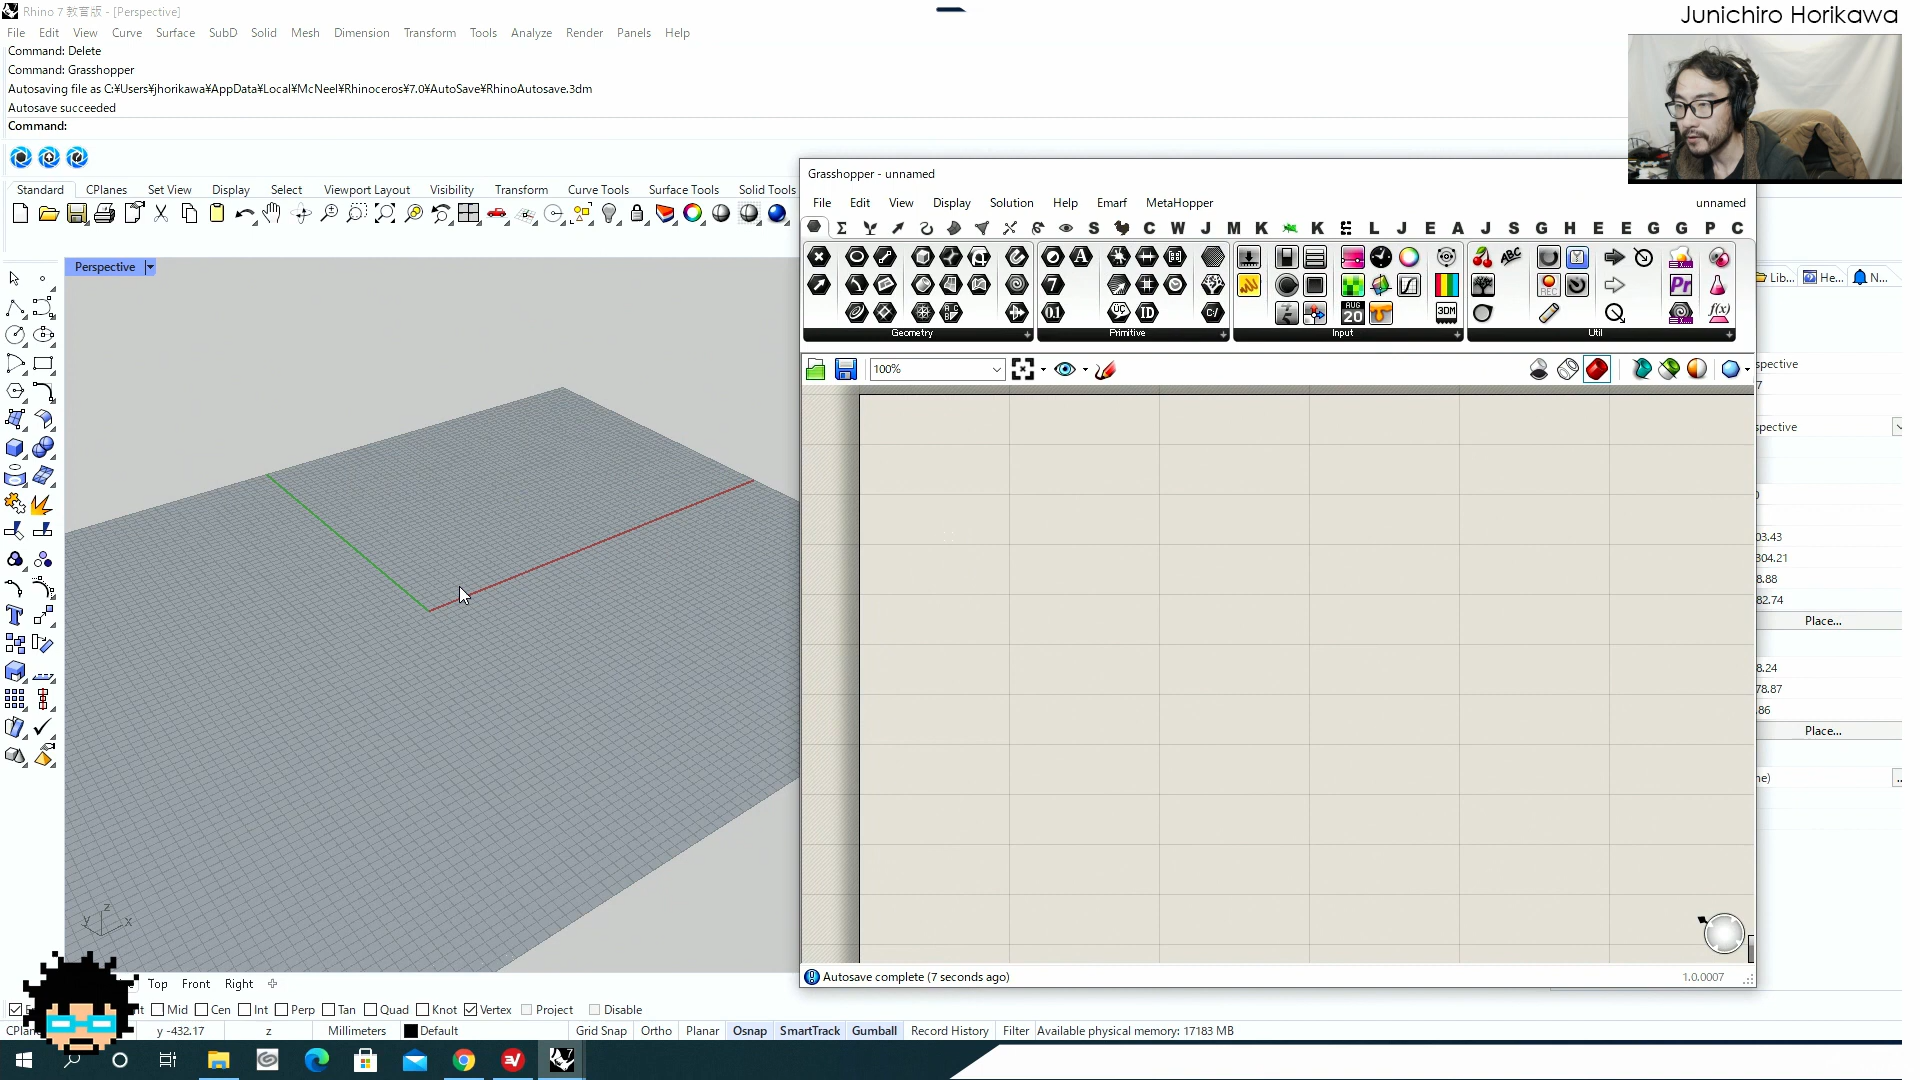 Rhino 7 教育版 - [Perspective]
Junichiro Horikawa
File Edit View Curve Surface SubD Solid Mesh Dimension Transform Tools Analyze Render Panels Help
Command: Delete
Command: Grasshopper
Autosaving file as C:¥Users¥jhorikawa¥AppData¥Local¥McNeel¥Rhinoceros¥7.0¥AutoSave¥RhinoAutosave.3dm
Autosave succeeded
Command:
Standard CPlanes Set View Display Select Viewport Layout Visibility Transform Curve Tools Surface Tools Solid Tools
Perspective
Grasshopper - unnamed
File Edit View Display Solution Help Emarf MetaHopper unnamed
S C W J M K K L J E A J S G H E E G G P C
Geometry Primitive Input Util
100%
Lib... He... N...
spective
7
spective
0
03.43
304.21
8.88
82.74
Place...
8.24
78.87
.86
Place...
ne)
z
y x
Autosave complete (7 seconds ago) 1.0.0007
Top Front Right
Mid Cen Int Perp Tan Quad Knot Vertex Project Disable
CPlan y -432.17 z Millimeters Default Grid Snap Ortho Planar Osnap SmartTrack Gumball Record History Filter Available physical memory: 17183 MB